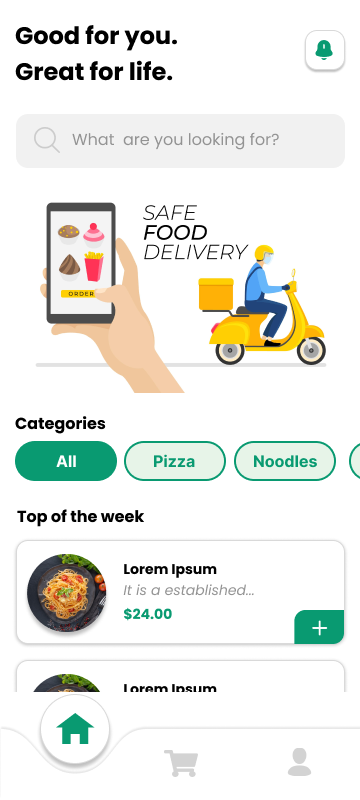 Good for you.
Great for life.
What  are you looking for?
SAFE
FOOD
DELIVERY
ORDER
Categories
All
Pizza
Noodles
Top of the week
Lorem Ipsum
It is a established...
$24.00
Lorem Ipsum